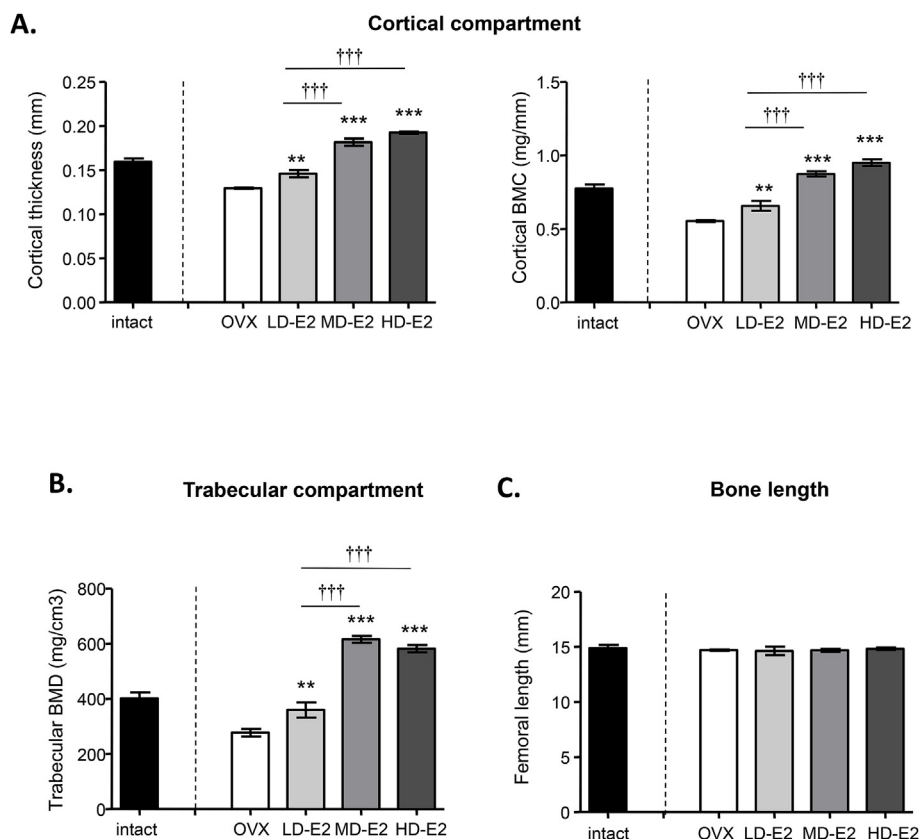 A.
Cortical compartment
†††
†††
***
***
**
Cortical thickness (mm)
0.25
0.20
0.15
0.10
0.05
0.00
intact
OVX
LD-E2
MD-E2
HD-E2
†††
†††
***
***
**
Cortical BMC (mg/mm)
1.5
1.0
0.5
0.0
intact
OVX
LD-E2
MD-E2
HD-E2
B.
Trabecular compartment
†††
†††
***
***
**
Trabecular BMD (mg/cm3)
800
600
400
200
0
intact
OVX
LD-E2
MD-E2
HD-E2
C.
Bone length
Femoral length (mm)
20
15
10
5
0
intact
OVX
LD-E2
MD-E2
HD-E2